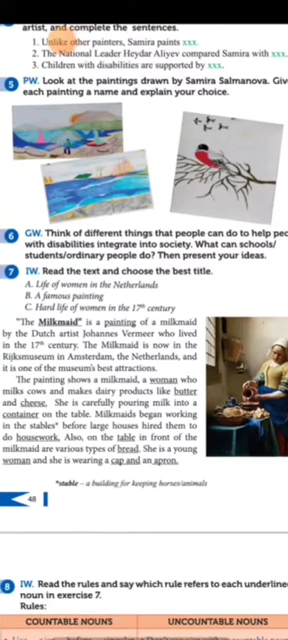 artist, and complete the sentences.
1. Unlike other painters, Samira paints xxx.
2. The National Leader Heydar Aliyev compared Samira with xxx.
3. Children with disabilities are supported by xxx.
5 PW. Look at the paintings drawn by Samira Salmanova. Giv
each painting a name and explain your choice.
6 GW. Think of different things that people can do to help peo
with disabilities integrate into society. What can schools/
students/ordinary people do? Then present your ideas.
7 IW. Read the text and choose the best title.
A. Life of women in the Netherlands
B. A famous painting
C. Hard life of women in the 17th century
"The Milkmaid" is a painting of a milkmaid
by the Dutch artist Johannes Vermeer who lived
in the 17th century. The Milkmaid is now in the
Rijksmuseum in Amsterdam, the Netherlands, and
it is one of the museum's best attractions.
The painting shows a milkmaid, a woman who
milks cows and makes dairy products like butter
and cheese. She is carefully pouring milk into a
container on the table. Milkmaids began working
in the stables* before large houses hired them to
do housework. Also, on the table in front of the
milkmaid are various types of bread. She is a young
woman and she is wearing a cap and an apron.
*stable – a building for keeping horses/animals
48
8 IW. Read the rules and say which rule refers to each underline
noun in exercise 7.
Rules:
COUNTABLE NOUNS UNCOUNTABLE NOUNS